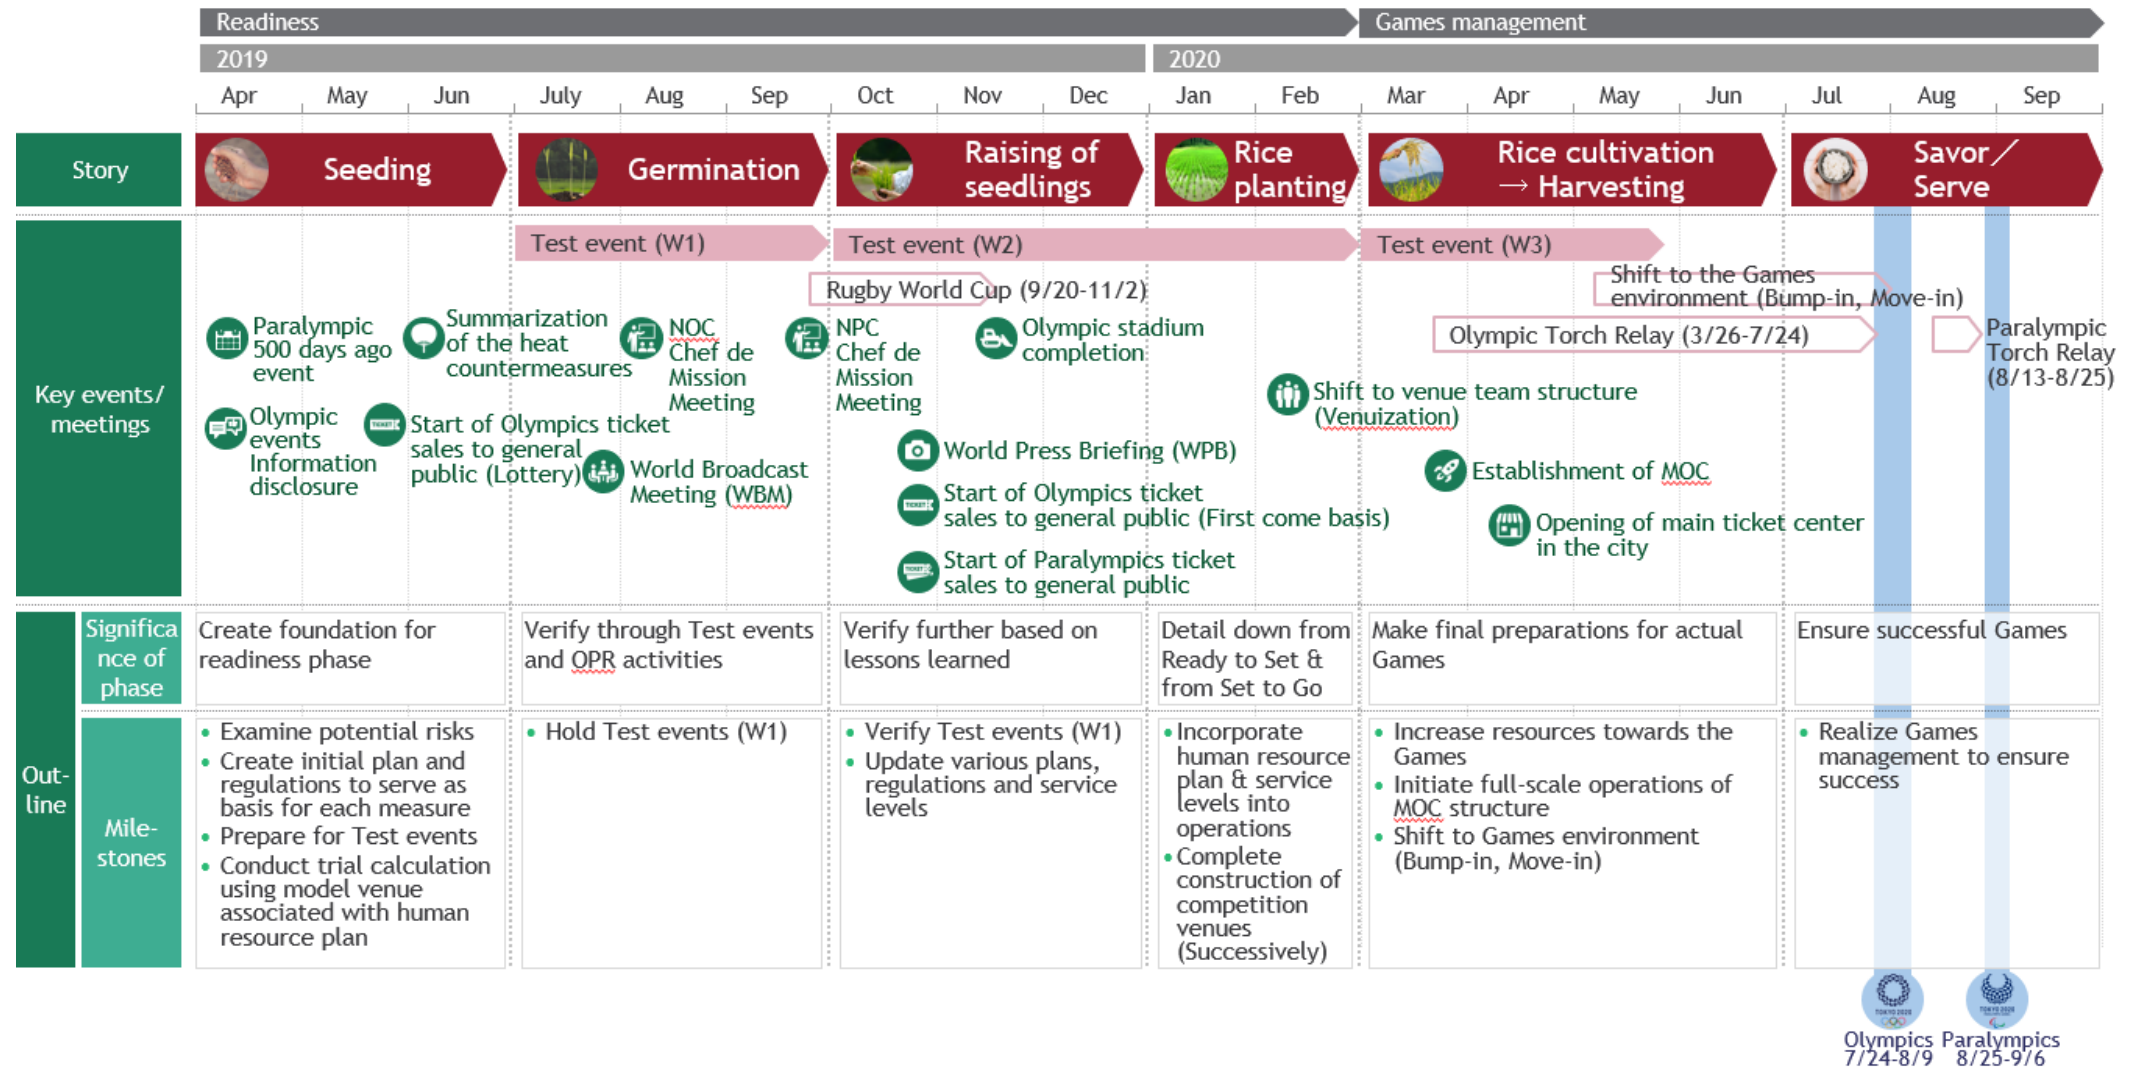 Readiness
Games management
2019
2020
Apr
May
Jun
July
Aug
Sep
Oct
Nov
Dec
Jan
Feb
Mar
Apr
May
Jun
Jul
Aug
Sep
Story
Seeding
Germination
Raising of
seedlings
Rice
planting
Rice cultivation
→ Harvesting
Savor／
Serve
Key events/
meetings
Test event (W1)
Test event (W2)
Test event (W3)
Rugby World Cup (9/20-11/2)
Shift to the Games
environment (Bump-in, Move-in)
Olympic Torch Relay (3/26-7/24)
Paralympic
Torch Relay
(8/13-8/25)
Paralympic
500 days ago
event
Summarization
of the heat
countermeasures
NOC
Chef de
Mission
Meeting
NPC
Chef de
Mission
Meeting
Olympic stadium
completion
Shift to venue team structure
(Venuization)
Olympic
events
Information
disclosure
TICKET
Start of Olympics ticket
sales to general
public (Lottery)
World Broadcast
Meeting (WBM)
World Press Briefing (WPB)
TICKET
Start of Olympics ticket
sales to general public (First come basis)
TICKET
Start of Paralympics ticket
sales to general public
Establishment of MOC
Opening of main ticket center
in the city
Out-
line
Significa
nce of
phase
Create foundation for
readiness phase
Verify through Test events
and OPR activities
Verify further based on
lessons learned
Detail down from
Ready to Set &
from Set to Go
Make final preparations for actual
Games
Ensure successful Games
Mile-
stones
• Examine potential risks
• Create initial plan and
regulations to serve as
basis for each measure
• Prepare for Test events
• Conduct trial calculation
using model venue
associated with human
resource plan
• Hold Test events (W1)
• Verify Test events (W1)
• Update various plans,
regulations and service
levels
• Incorporate
human resource
plan & service
levels into
operations
• Complete
construction of
competition
venues
(Successively)
• Increase resources towards the
Games
• Initiate full-scale operations of
MOC structure
• Shift to Games environment
(Bump-in, Move-in)
• Realize Games
management to ensure
success
TOKYO 2020
TOKYO 2020
Olympics
7/24-8/9
Paralympics
8/25-9/6